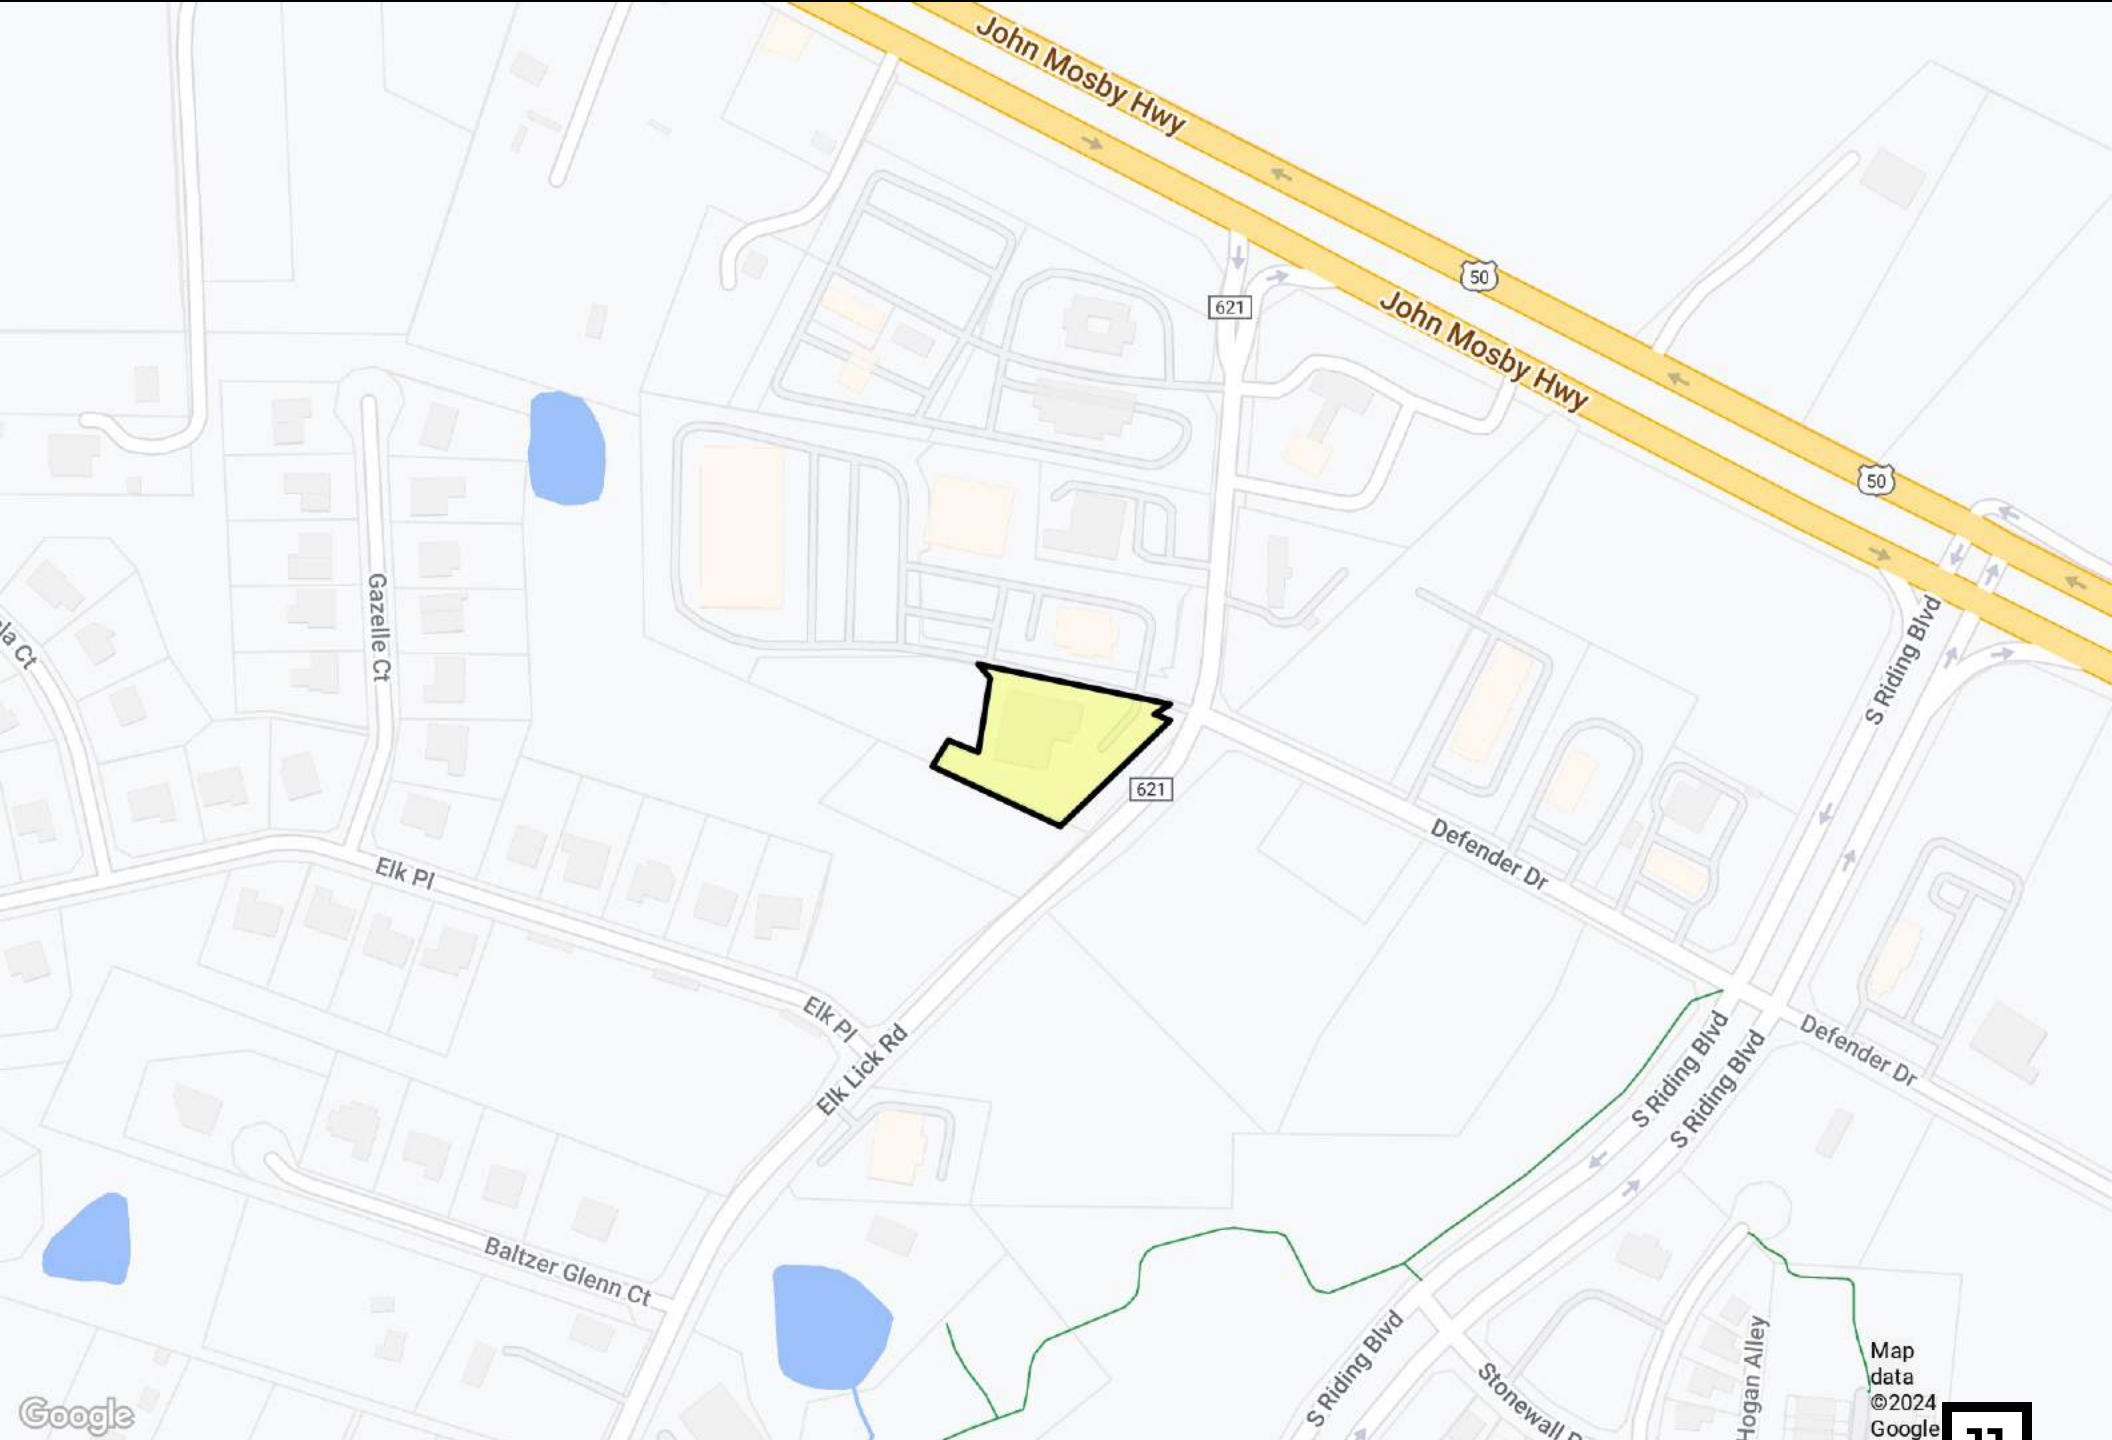 John Mosby Hwy
50
621
John Mosby Hwy
50
S Riding Blvd
Gazelle Ct
la Ct
621
Defender Dr
Elk Pl
Elk Pl
Elk Lick Rd
S Riding Blvd
S Riding Blvd
Defender Dr
Baltzer Glenn Ct
S Riding Blvd
Stonewall
Hogan Alley
Map
data
©2024
Google
Google